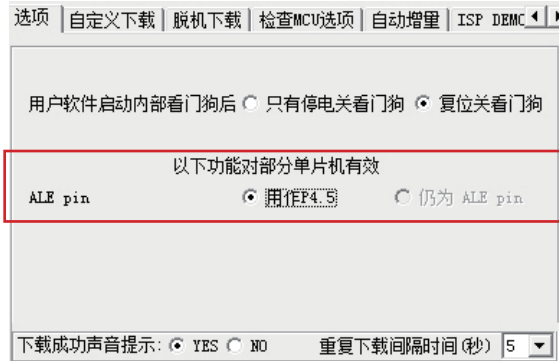 选项 自定义下载 脱机下载 检查MCU选项 自动增量 ISP DEMO
用户软件启动内部看门狗后 只有停电关看门狗 复位关看门狗
以下功能对部分单片机有效
ALE pin 用作P4.5 仍为 ALE pin
下载成功声音提示: YES NO 重复下载间隔时间(秒) 5